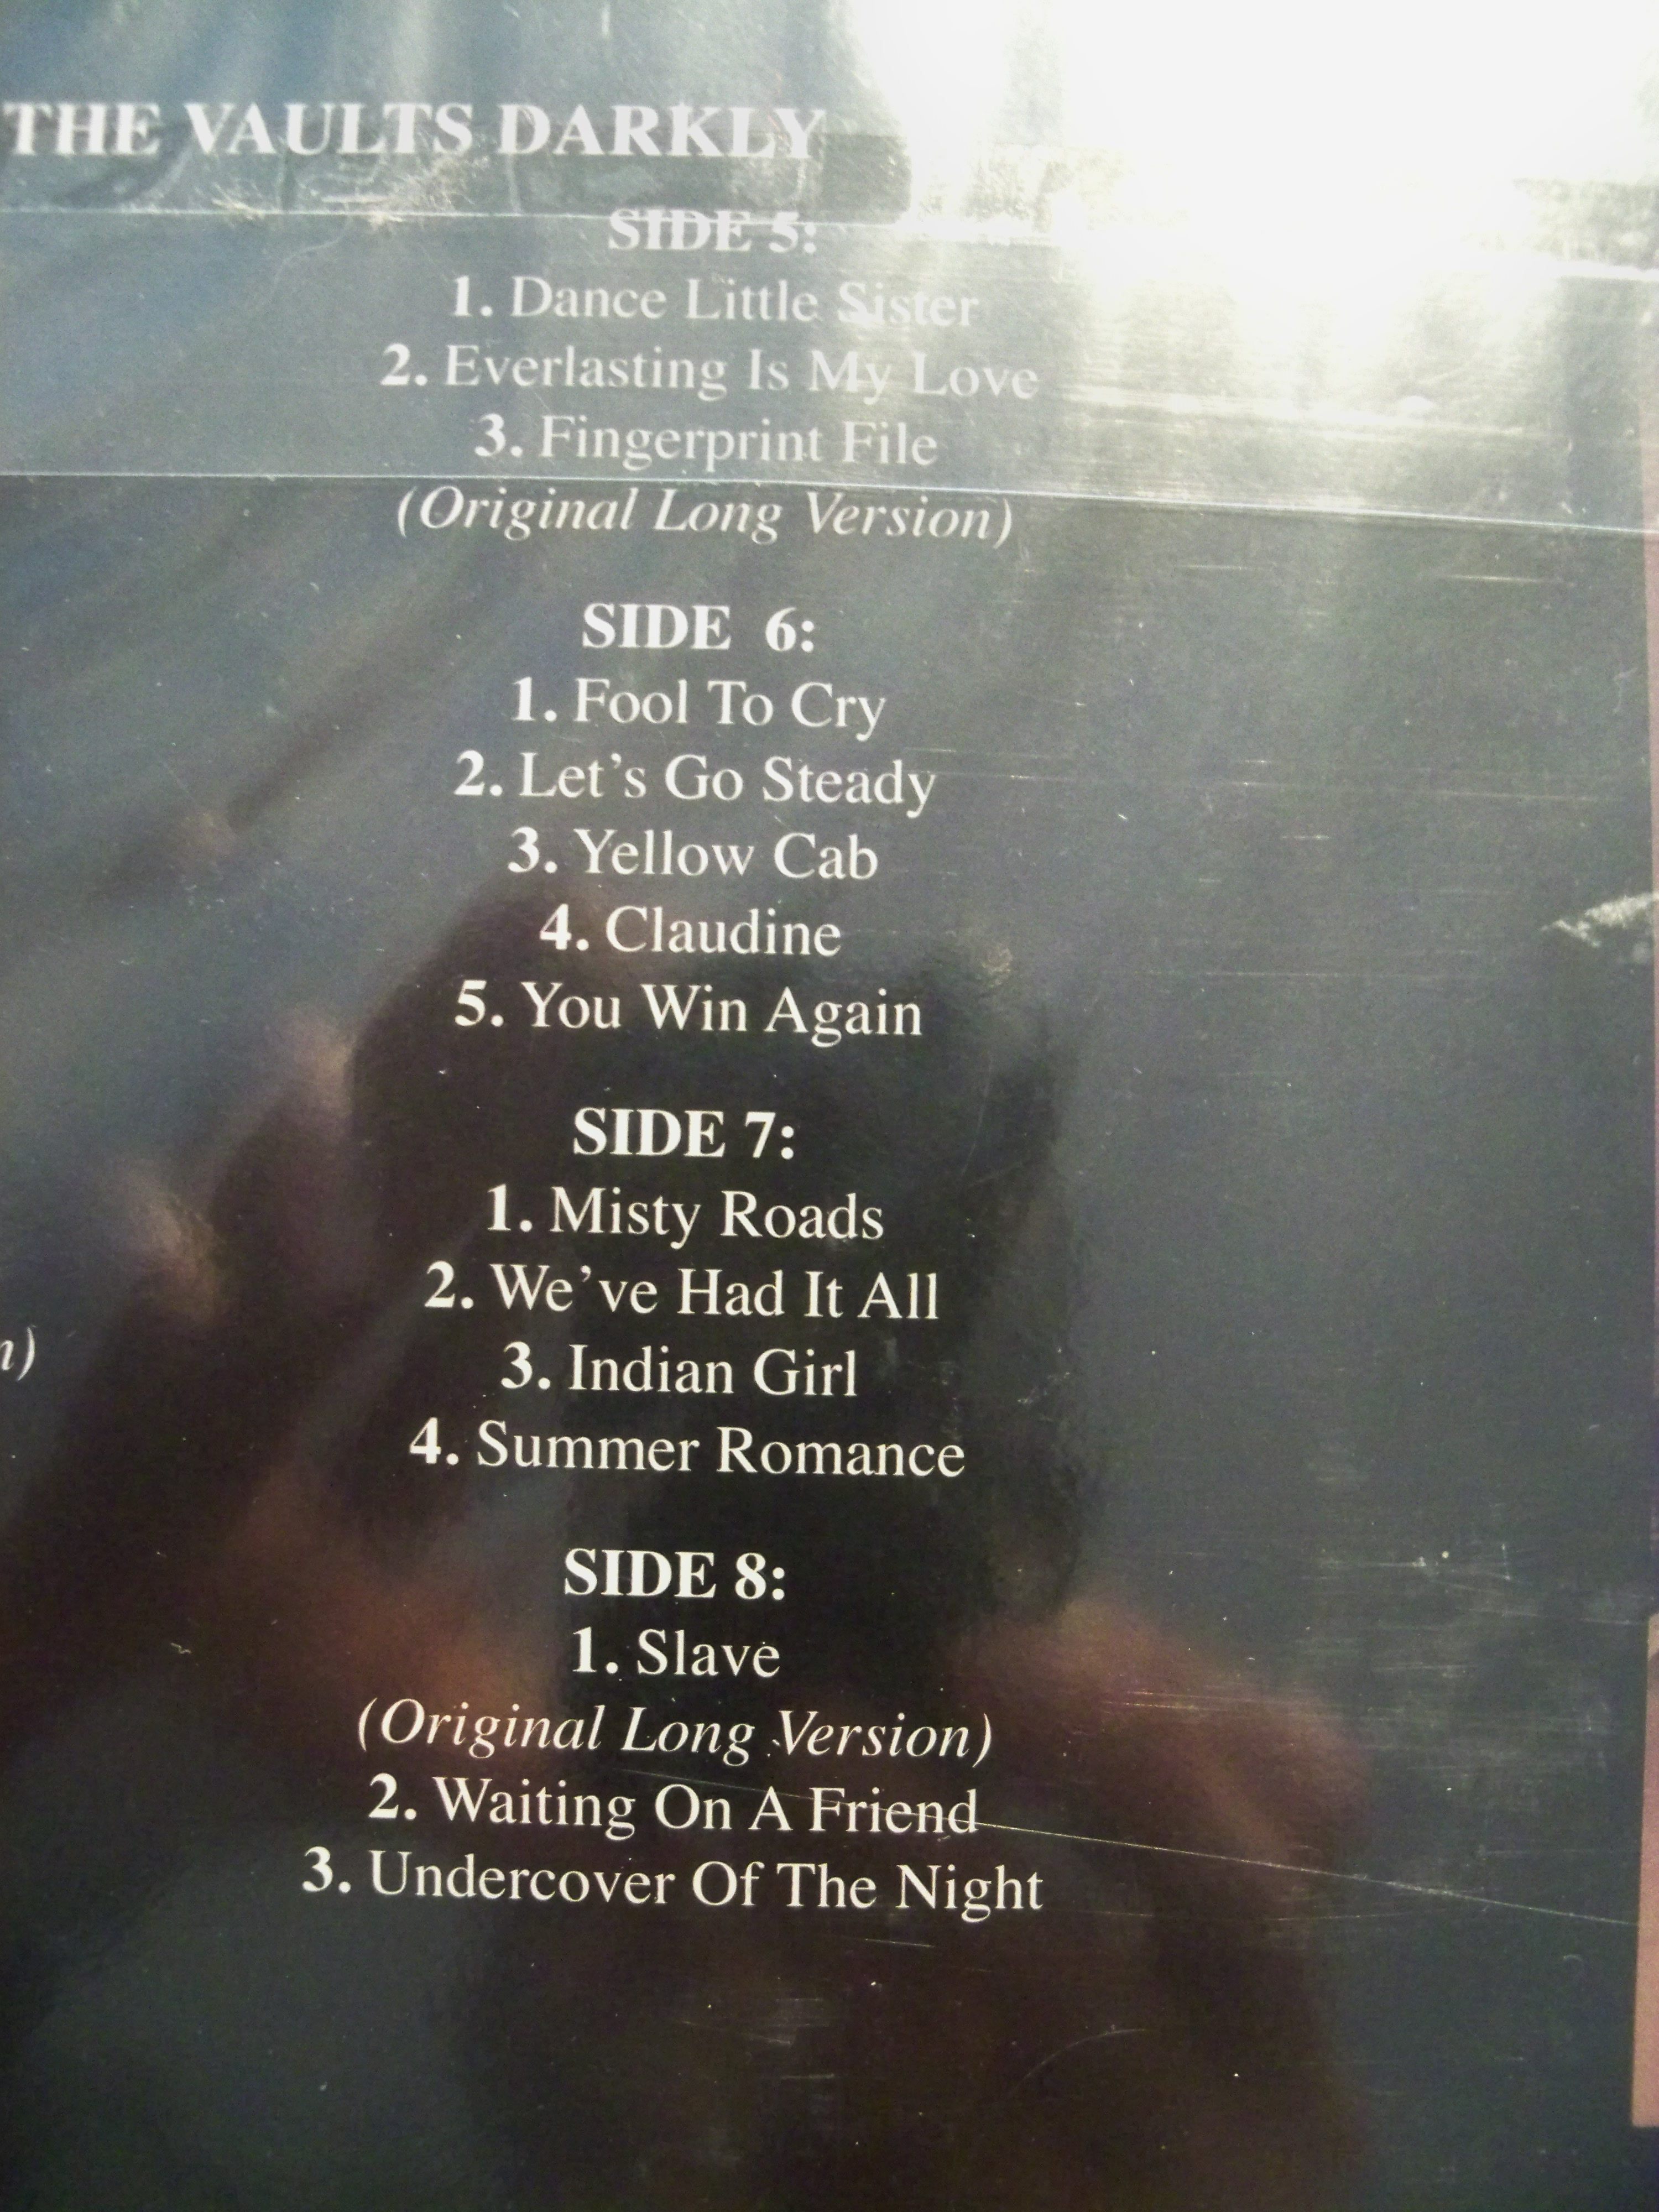 THE VAULTS DARKLY
SIDE 5:
1. Dance Little Sister
2. Everlasting Is My Love
3. Fingerprint File
(Original Long Version)
SIDE 6:
1. Fool To Cry
2. Let's Go Steady
3. Yellow Cab
4. Claudine
5. You Win Again
SIDE 7:
1. Misty Roads
2. We've Had It All
3. Indian Girl
4. Summer Romance
SIDE 8:
1. Slave
(Original Long Version)
2. Waiting On A Friend
3. Undercover Of The Night